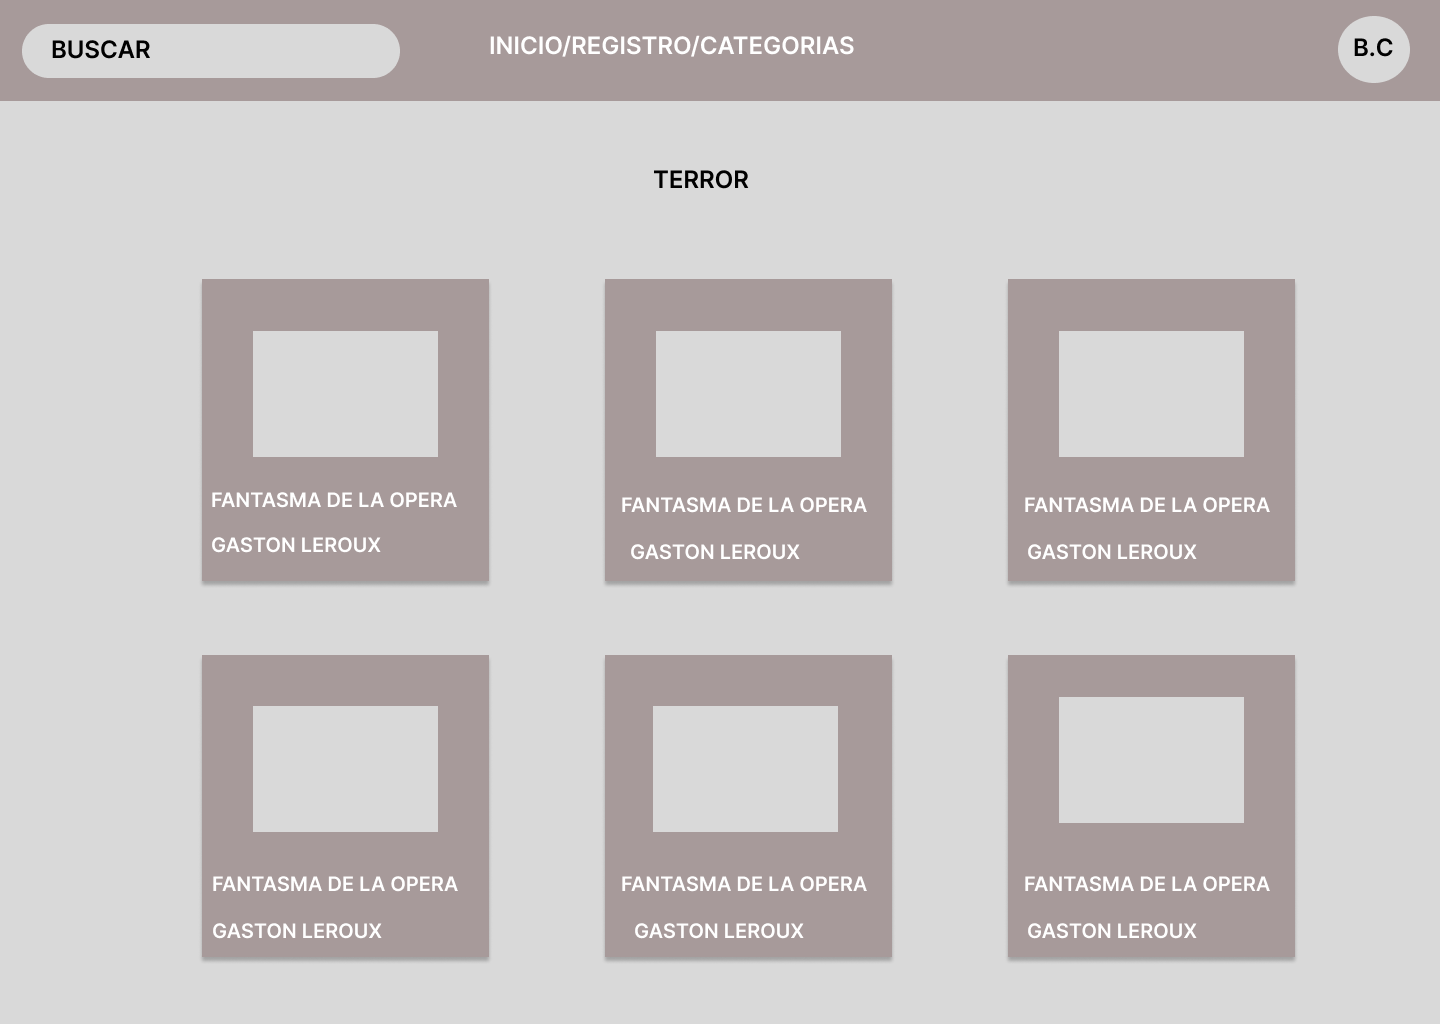 BUSCAR
INICIO/REGISTRO/CATEGORIAS
B.C
TERROR
FANTASMA DE LA OPERA
GASTON LEROUX
FANTASMA DE LA OPERA
GASTON LEROUX
FANTASMA DE LA OPERA
GASTON LEROUX
FANTASMA DE LA OPERA
GASTON LEROUX
FANTASMA DE LA OPERA
GASTON LEROUX
FANTASMA DE LA OPERA
GASTON LEROUX